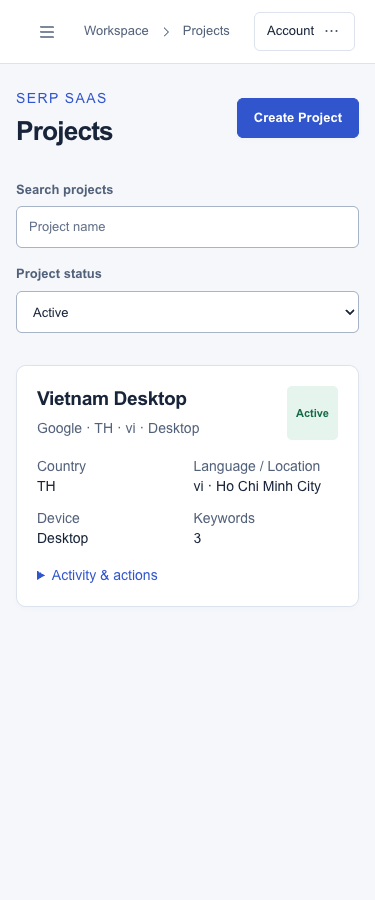 Workspace > Projects
Account ...
SERP SAAS
Projects
Create Project
Search projects
Project name
Project status
Active
Vietnam Desktop
Active
Google · TH · vi · Desktop
Country
TH
Language / Location
vi · Ho Chi Minh City
Device
Desktop
Keywords
3
Activity & actions